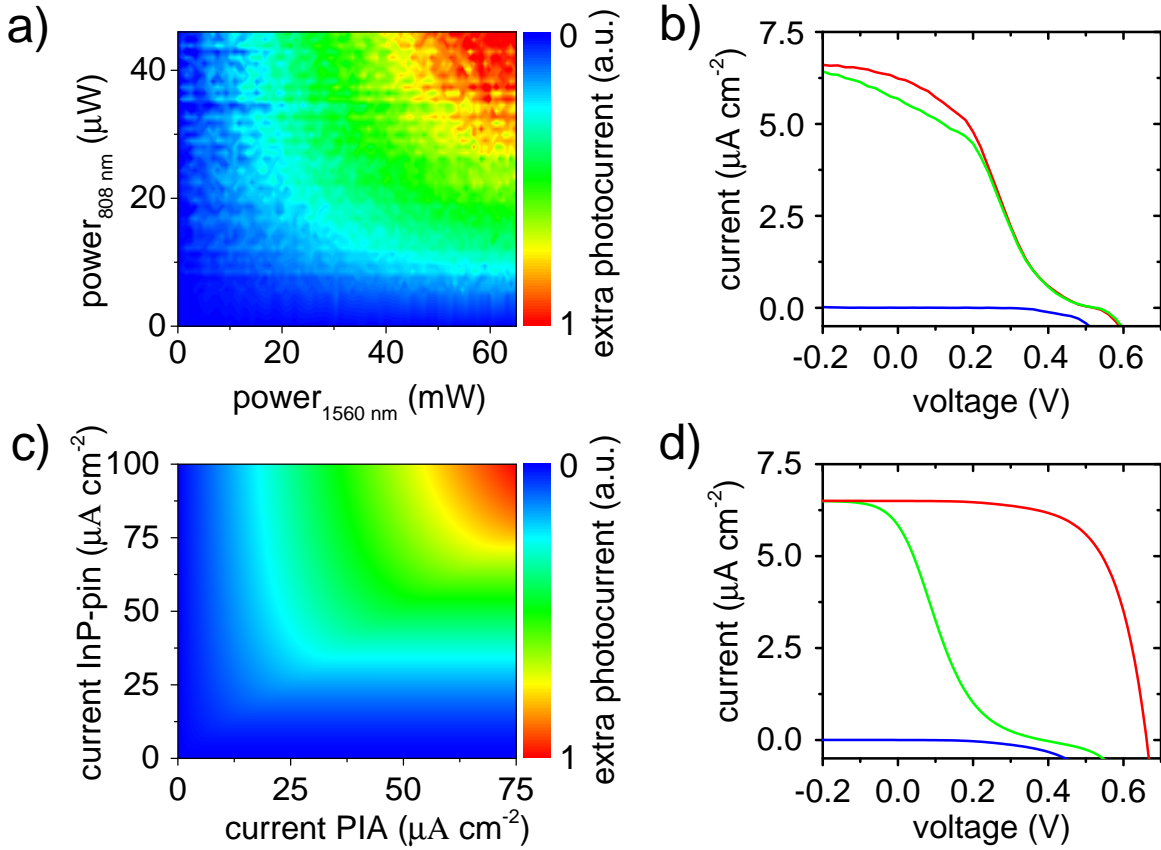 a)
power808 nm (μW)
40
20
0
0 20 40 60
power1560 nm (mW)
0
1
extra photocurrent (a.u.)
b)
current (μA cm-2)
7.5
5.0
2.5
0.0
-0.2 0.0 0.2 0.4 0.6
voltage (V)
c)
current InP-pin (μA cm-2)
100
75
50
25
0
0 25 50 75
current PIA (μA cm-2)
0
1
extra photocurrent (a.u.)
d)
current (μA cm-2)
7.5
5.0
2.5
0.0
-0.2 0.0 0.2 0.4 0.6
voltage (V)